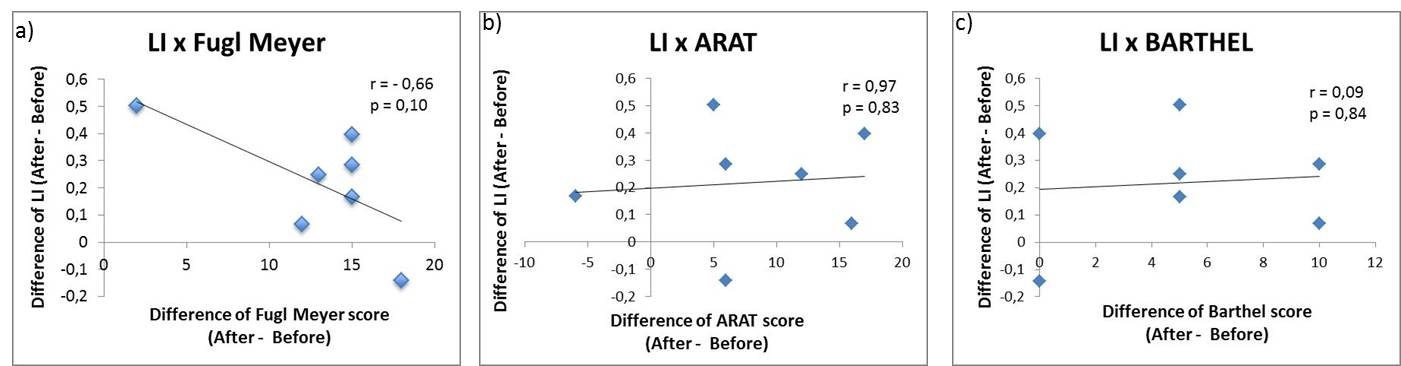 a)
LI x Fugl Meyer
r = - 0,66
p = 0,10
Difference of LI (After - Before)
0,6
0,5
0,4
0,3
0,2
0,1
0
-0,1
-0,2
0 5 10 15 20
Difference of Fugl Meyer score
(After - Before)
b)
LI x ARAT
r = 0,97
p = 0,83
Difference of LI (After - Before)
0,6
0,5
0,4
0,3
0,2
0,1
0
-0,1
-0,2
-10 -5 0 5 10 15 20
Difference of ARAT score
(After - Before)
c)
LI x BARTHEL
r = 0,09
p = 0,84
Difference of LI (After - Before)
0,6
0,5
0,4
0,3
0,2
0,1
0
-0,1
-0,2
0 2 4 6 8 10 12
Difference of Barthel score
(After - Before)